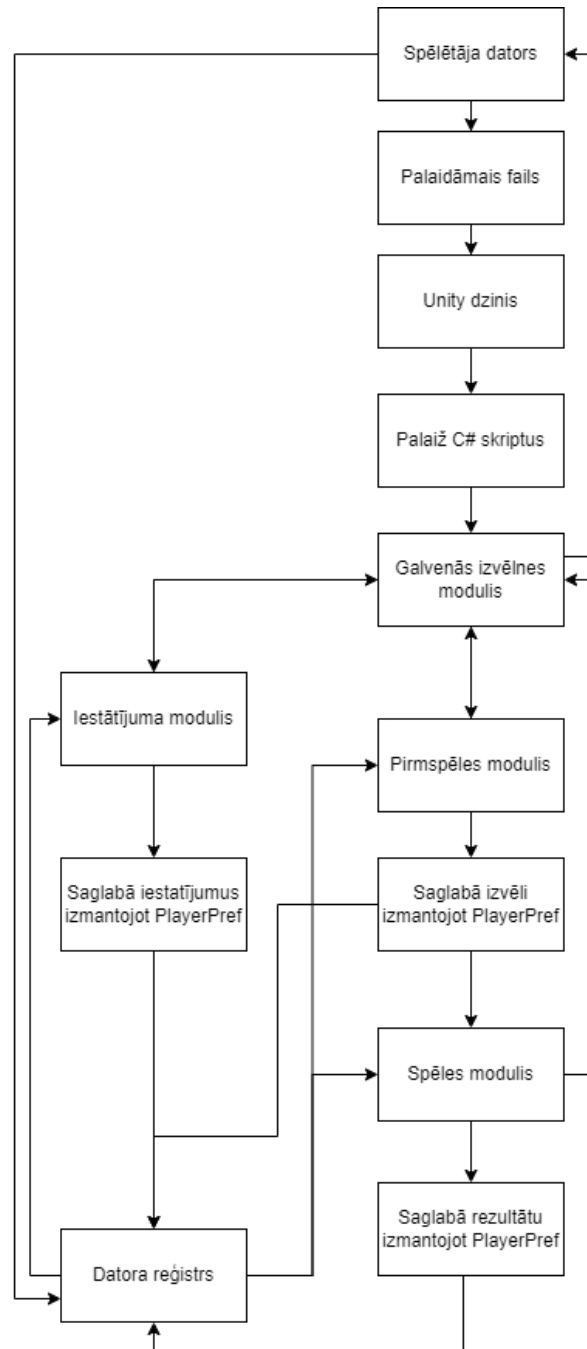 Spēlētāja dators
Palaidāmais fails
Unity dzinis
Palaiž C# skriptus
Galvenās izvēlnes
modulis
Iestātījuma modulis
Pirmspēles modulis
Saglabā iestatījumus
izmantojot PlayerPref
Saglabā izvēli
izmantojot PlayerPref
Spēles modulis
Saglabā rezultātu
izmantojot PlayerPref
Datora reģistrs